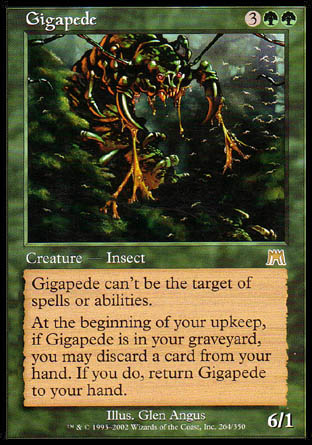 Gigapede 3
Creature — Insect
Gigapede can't be the target of
spells or abilities.
At the beginning of your upkeep,
if Gigapede is in your graveyard,
you may discard a card from your
hand. If you do, return Gigapede
to your hand.
Illus. Glen Angus
™ & © 1993-2002 Wizards of the Coast, Inc. 264/350
6/1